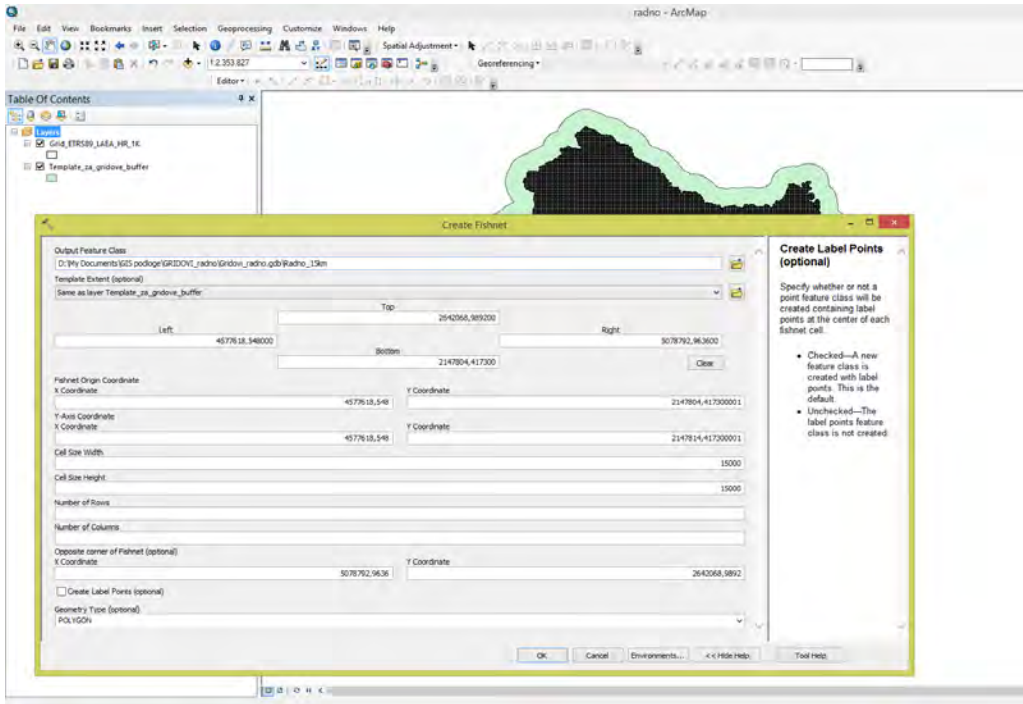 radno - ArcMap
File Edit View Bookmarks Insert Selection Geoprocessing Customize Windows Help
Spatial Adjustment
1:2.353.827
Georeferencing
Editor
Table Of Contents
Layers
Grid_ETRS89_LAEA_HR_1K
Template_za_gridove_buffer
Create Fishnet
Output Feature Class
D:\My Documents\GIS podloge\GRIDOVI_radno\Gridovi_radno.gdb\Radno_15km
Template Extent (optional)
Same as layer Template_za_gridove_buffer
Top
2642068,989200
Left
Right
4577618,548000
5078792,963600
Bottom
2147804,417300
Clear
Fishnet Origin Coordinate
X Coordinate
Y Coordinate
4577618,548
2147804,417300001
Y-Axis Coordinate
X Coordinate
Y Coordinate
4577618,548
2147814,417300001
Cell Size Width
15000
Cell Size Height
15000
Number of Rows
Number of Columns
Opposite corner of Fishnet (optional)
X Coordinate
Y Coordinate
5078792,9636
2642068,9892
Create Label Points (optional)
Geometry Type (optional)
POLYGON
OK
Cancel
Environments...
<< Hide Help
Tool Help
Create Label Points
(optional)
Specify whether or not a
point feature class will be
created containing label
points at the center of each
fishnet cell.
• Checked—A new
feature class is
created with label
points. This is the
default.
• Unchecked—The
label points feature
class is not created.